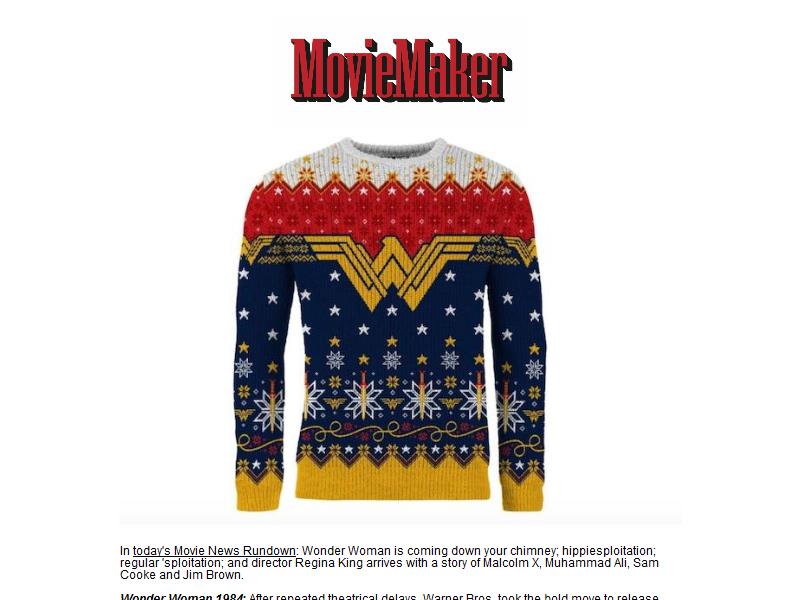 MovieMaker
In today's Movie News Rundown: Wonder Woman is coming down your chimney; hippiesploitation;
regular 'sploitation; and director Regina King arrives with a story of Malcolm X, Muhammad Ali, Sam
Cooke and Jim Brown.
Wonder Woman 1984: After repeated theatrical delays, Warner Bros. took the bold move to release